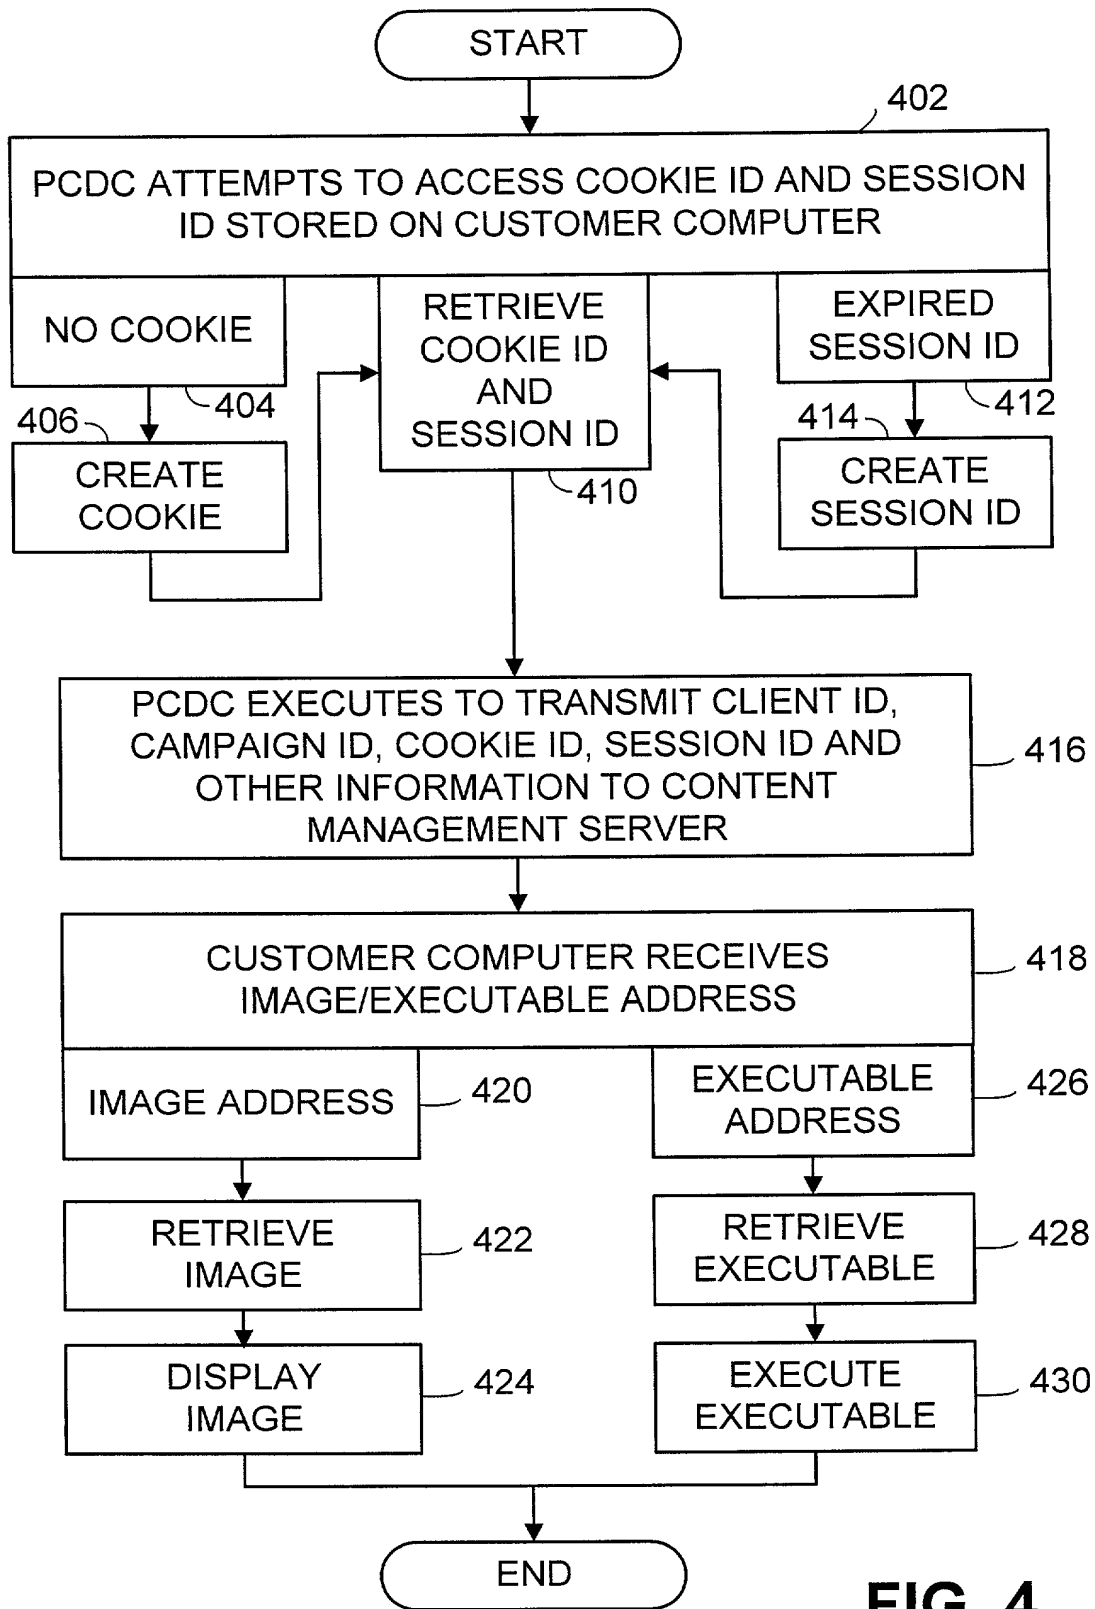 START
402
PCDC ATTEMPTS TO ACCESS COOKIE ID AND SESSION
ID STORED ON CUSTOMER COMPUTER
NO COOKIE
404
RETRIEVE
COOKIE ID
AND
SESSION ID
410
EXPIRED
SESSION ID
412
406
CREATE
COOKIE
414
CREATE
SESSION ID
PCDC EXECUTES TO TRANSMIT CLIENT ID,
CAMPAIGN ID, COOKIE ID, SESSION ID AND
OTHER INFORMATION TO CONTENT
MANAGEMENT SERVER
416
CUSTOMER COMPUTER RECEIVES
IMAGE/EXECUTABLE ADDRESS
418
IMAGE ADDRESS
420
EXECUTABLE
ADDRESS
426
RETRIEVE
IMAGE
422
RETRIEVE
EXECUTABLE
428
DISPLAY
IMAGE
424
EXECUTE
EXECUTABLE
430
END
FIG. 4